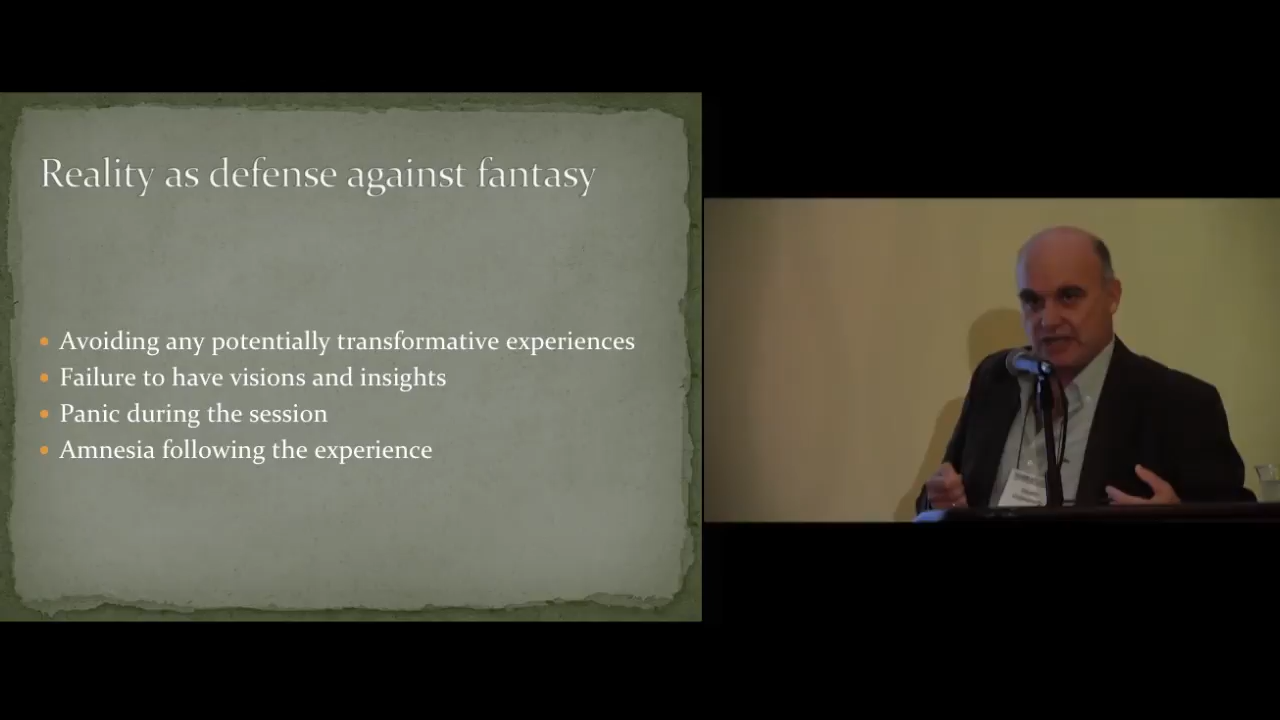 Reality as defense against fantasy
Avoiding any potentially transformative experiences
Failure to have visions and insights
Panic during the session
Amnesia following the experience